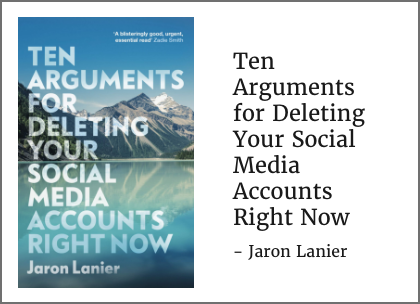 'A blisteringly good, urgent,
essential read' Zadie Smith
TEN
ARGUMENTS
FOR
DELETING
YOUR
SOCIAL
MEDIA
ACCOUNTS
RIGHT NOW
Jaron Lanier
Ten
Arguments
for Deleting
Your Social
Media
Accounts
Right Now
- Jaron Lanier